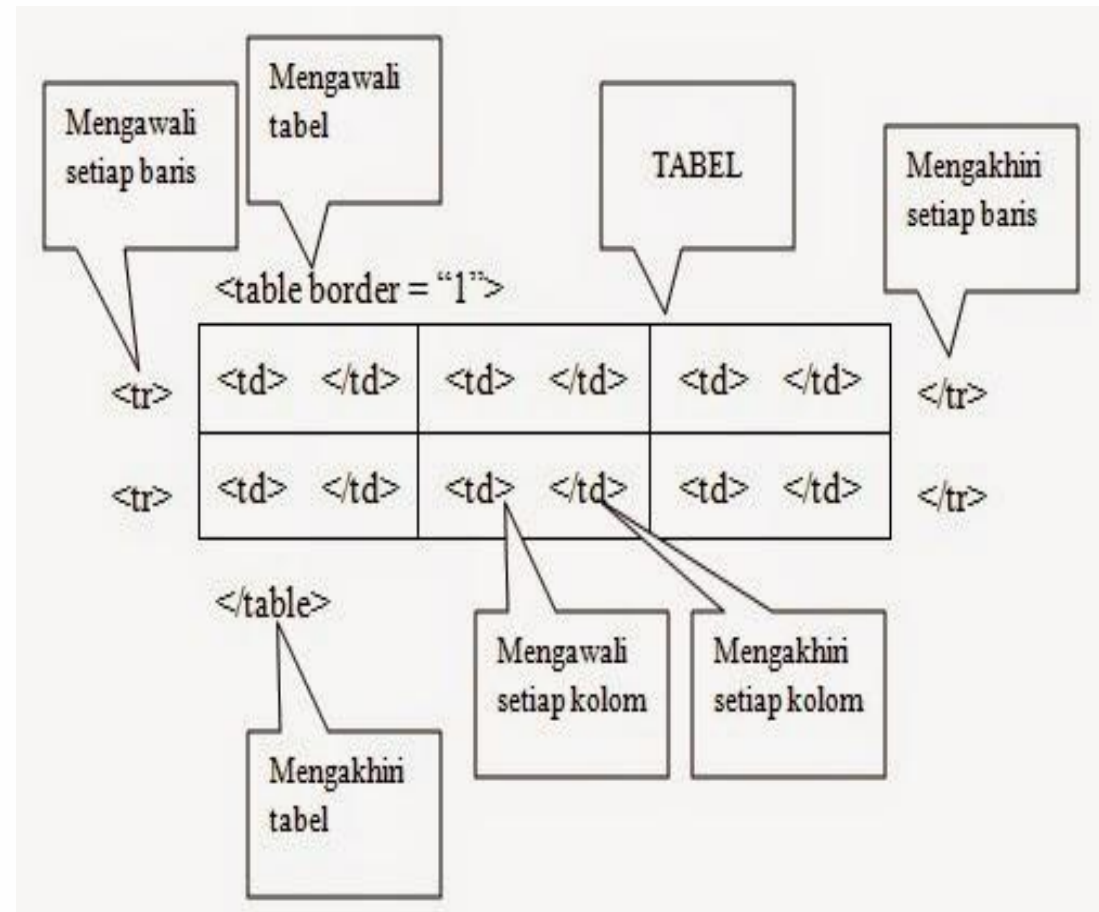 Mengawali
tabel
Mengawali
setiap baris
TABEL
Mengakhiri
setiap baris
<table border = “1”>
<tr> <td> </td> <td> </td> <td> </td> </tr>
<tr> <td> </td> <td> </td> <td> </td> </tr>
</table>
Mengawali
setiap kolom
Mengakhiri
setiap kolom
Mengakhiri
tabel